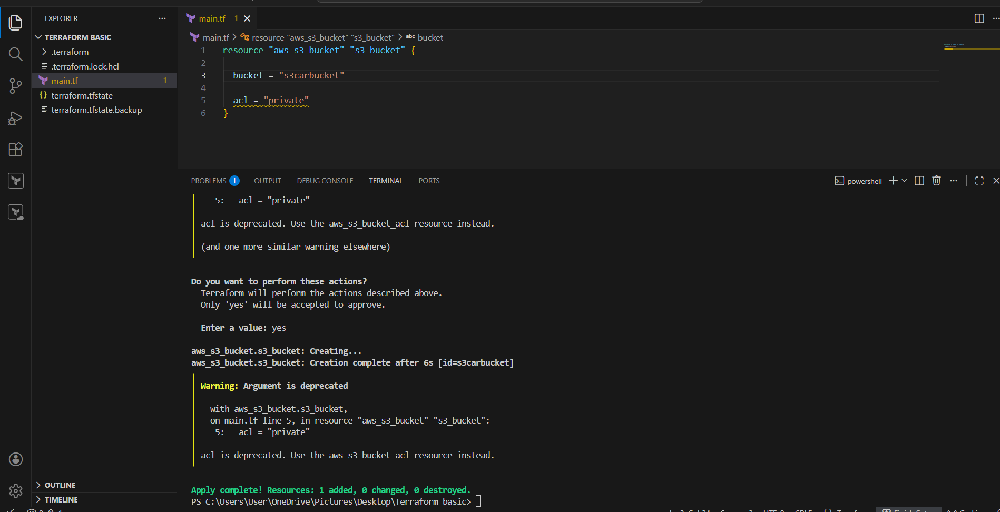 EXPLORER
TERRAFORM BASIC
.terraform
.terraform.lock.hcl
main.tf 1
terraform.tfstate
terraform.tfstate.backup
OUTLINE
TIMELINE
main.tf 1
main.tf > resource "aws_s3_bucket" "s3_bucket" > abc bucket
1 resource "aws_s3_bucket" "s3_bucket" {
2
3 bucket = "s3carbucket"
4
5 acl = "private"
6 }
PROBLEMS 1 OUTPUT DEBUG CONSOLE TERMINAL PORTS powershell
5: acl = "private"
acl is deprecated. Use the aws_s3_bucket_acl resource instead.
(and one more similar warning elsewhere)
Do you want to perform these actions?
Terraform will perform the actions described above.
Only 'yes' will be accepted to approve.
Enter a value: yes
aws_s3_bucket.s3_bucket: Creating...
aws_s3_bucket.s3_bucket: Creation complete after 6s [id=s3carbucket]
Warning: Argument is deprecated
with aws_s3_bucket.s3_bucket,
on main.tf line 5, in resource "aws_s3_bucket" "s3_bucket":
5: acl = "private"
acl is deprecated. Use the aws_s3_bucket_acl resource instead.
Apply complete! Resources: 1 added, 0 changed, 0 destroyed.
PS C:\Users\User\OneDrive\Pictures\Desktop\Terraform basic>